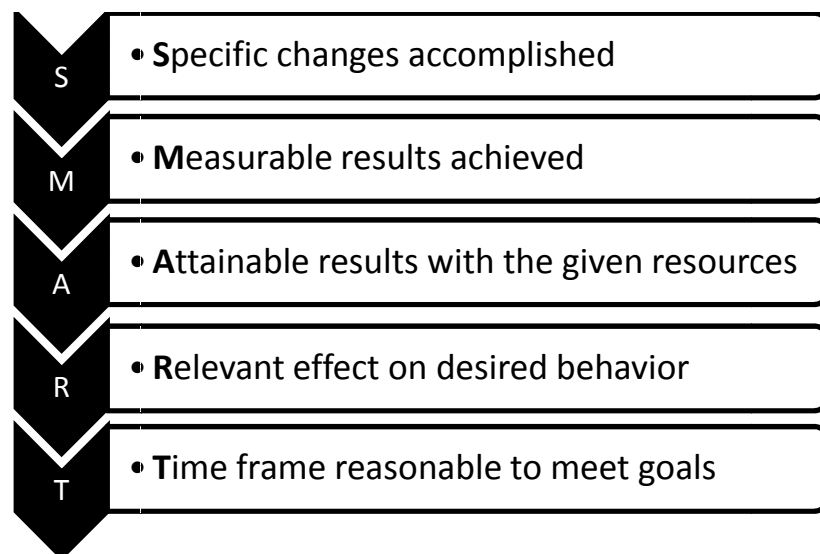 S
• Specific changes accomplished
M
• Measurable results achieved
A
• Attainable results with the given resources
R
• Relevant effect on desired behavior
T
• Time frame reasonable to meet goals